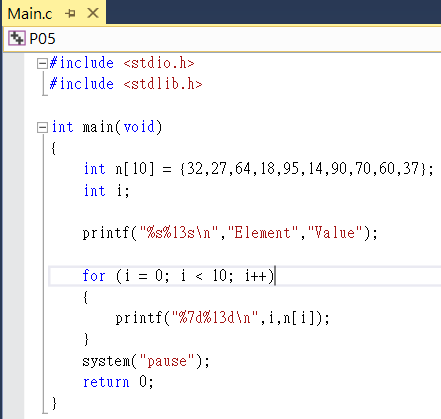 Main.c
P05
#include <stdio.h>
#include <stdlib.h>
int main(void)
{
int n[10] = {32,27,64,18,95,14,90,70,60,37};
int i;
printf("%s%13s\n","Element","Value");
for (i = 0; i < 10; i++)
{
printf("%7d%13d\n",i,n[i]);
}
system("pause");
return 0;
}